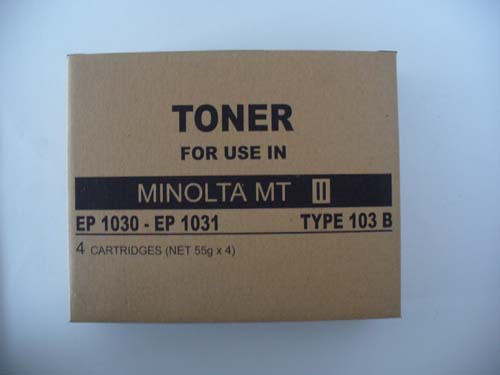 TONER
FOR USE IN
MINOLTA MT II
EP 1030 - EP 1031 TYPE 103 B
4 CARTRIDGES (NET 55g x 4)